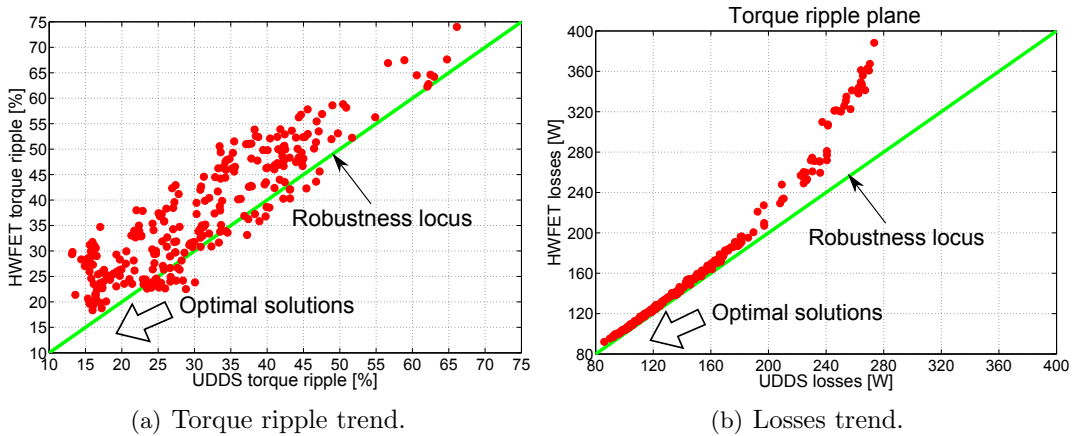 75
70
65
60
55
50
45
40
35
30
25
20
15
10
HWFET torque ripple [%]
Robustness locus
Optimal solutions
10 15 20 25 30 35 40 45 50 55 60 65 70 75
UDDS torque ripple [%]
(a) Torque ripple trend.
Torque ripple plane
400
360
320
280
240
200
160
120
80
HWFET losses [W]
Robustness locus
Optimal solutions
80 120 160 200 240 280 320 360 400
UDDS losses [W]
(b) Losses trend.